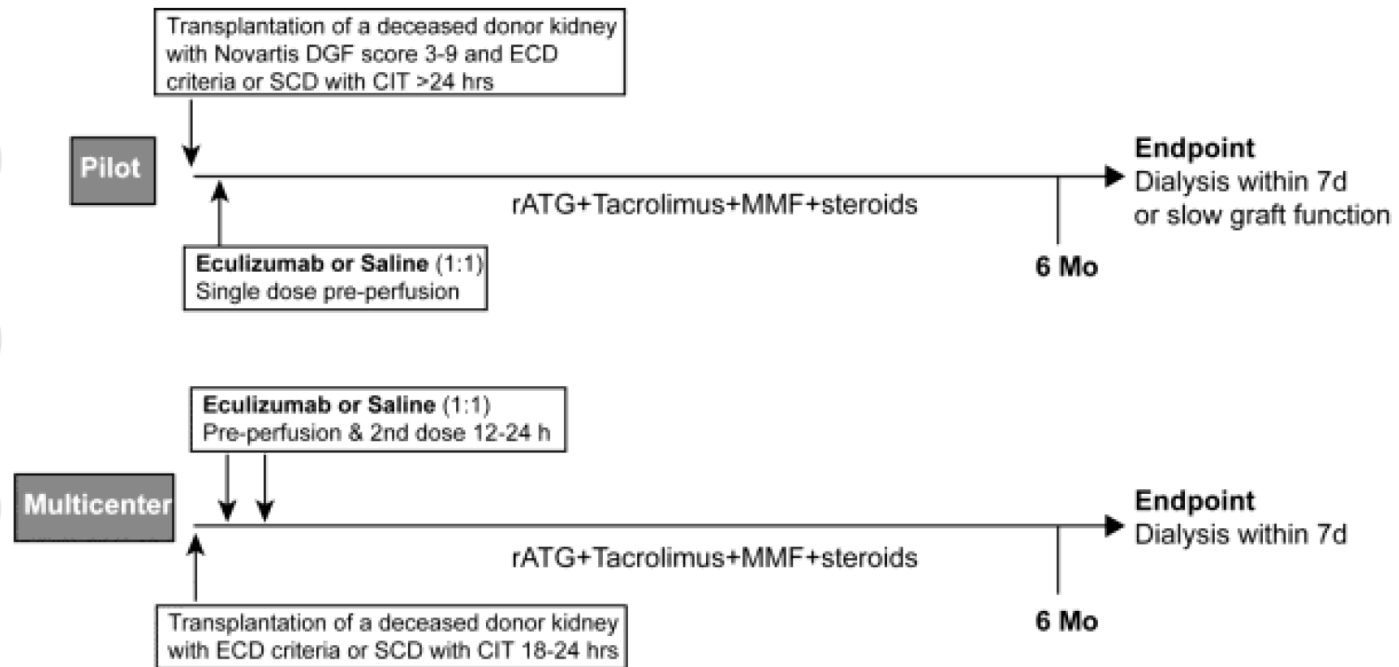 Transplantation of a deceased donor kidney
with Novartis DGF score 3-9 and ECD
criteria or SCD with CIT >24 hrs
Pilot
Endpoint
Dialysis within 7d
or slow graft function
rATG+Tacrolimus+MMF+steroids
Eculizumab or Saline (1:1)
Single dose pre-perfusion
6 Mo
Eculizumab or Saline (1:1)
Pre-perfusion & 2nd dose 12-24 h
Multicenter
Endpoint
Dialysis within 7d
rATG+Tacrolimus+MMF+steroids
Transplantation of a deceased donor kidney
with ECD criteria or SCD with CIT 18-24 hrs
6 Mo